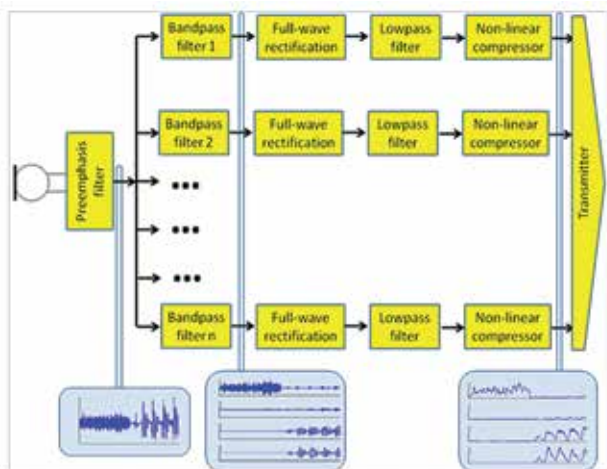 Bandpass
filter 1
Full-wave
rectification
Lowpass
filter
Non-linear
compressor
Bandpass
filter 2
Full-wave
rectification
Lowpass
filter
Non-linear
compressor
Preemphasis
filter
Transmitter
Bandpass
filter n
Full-wave
rectification
Lowpass
filter
Non-linear
compressor